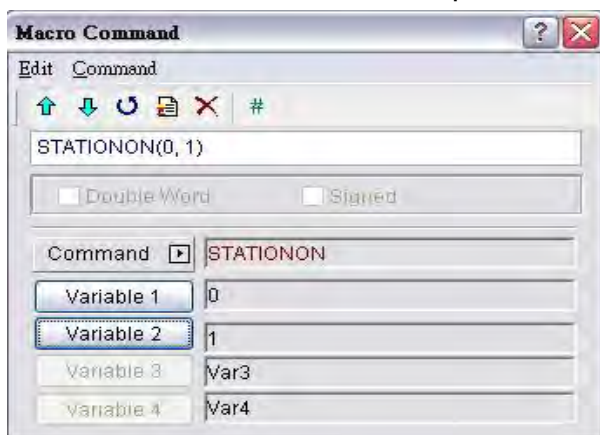 Macro Command
Edit Command
#
STATIONON(0, 1)
Double Word Signed
Command STATIONON
Variable 1 0
Variable 2 1
Variable 3 Var3
Variable 4 Var4